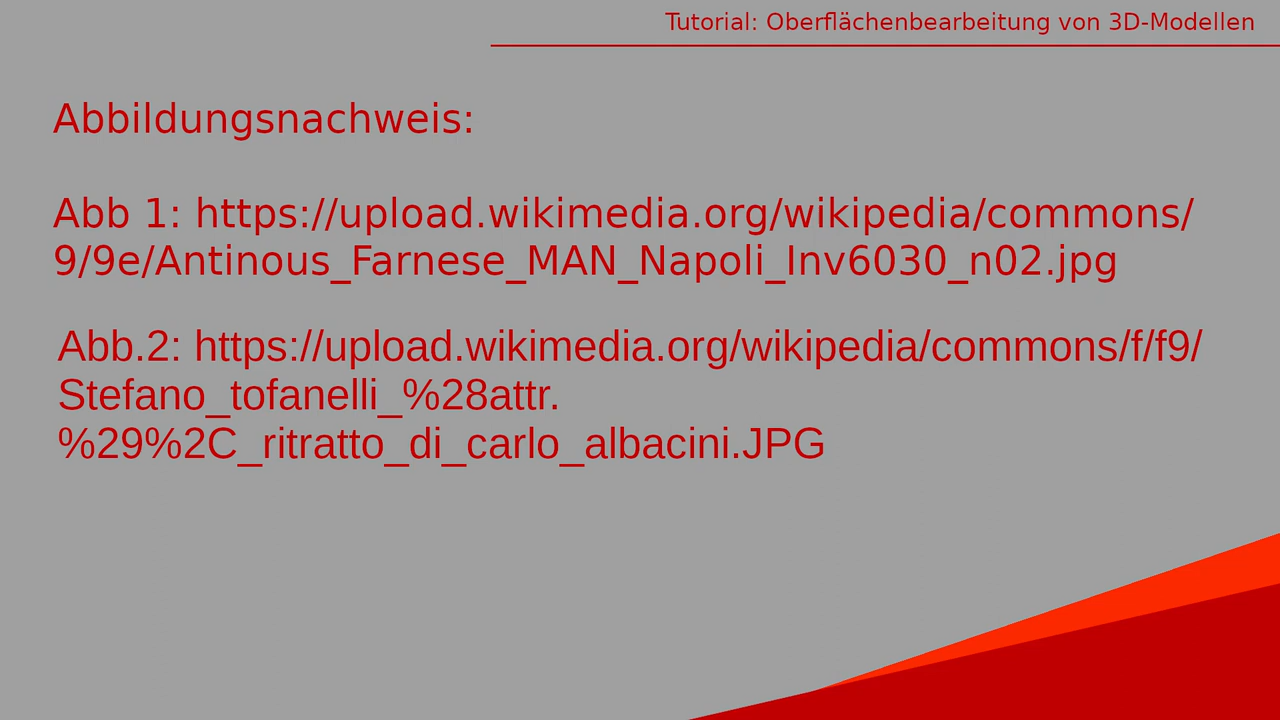 Tutorial: Oberflächenbearbeitung von 3D-Modellen
Abbildungsnachweis:
Abb 1: https://upload.wikimedia.org/wikipedia/commons/
9/9e/Antinous_Farnese_MAN_Napoli_Inv6030_n02.jpg
Abb.2: https://upload.wikimedia.org/wikipedia/commons/f/f9/
Stefano_tofanelli_%28attr.
%29%2C_ritratto_di_carlo_albacini.JPG